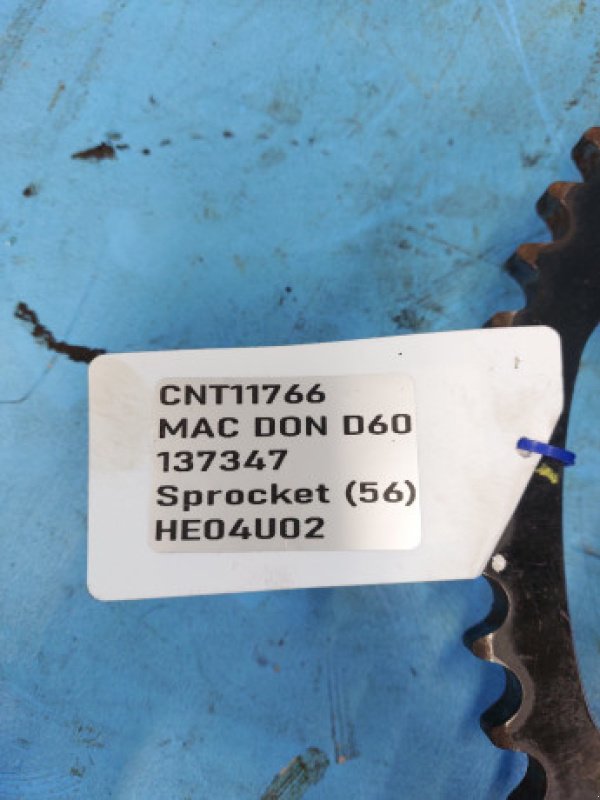 CNT11766
MAC DON D60
137347
Sprocket (56)
HE04U02